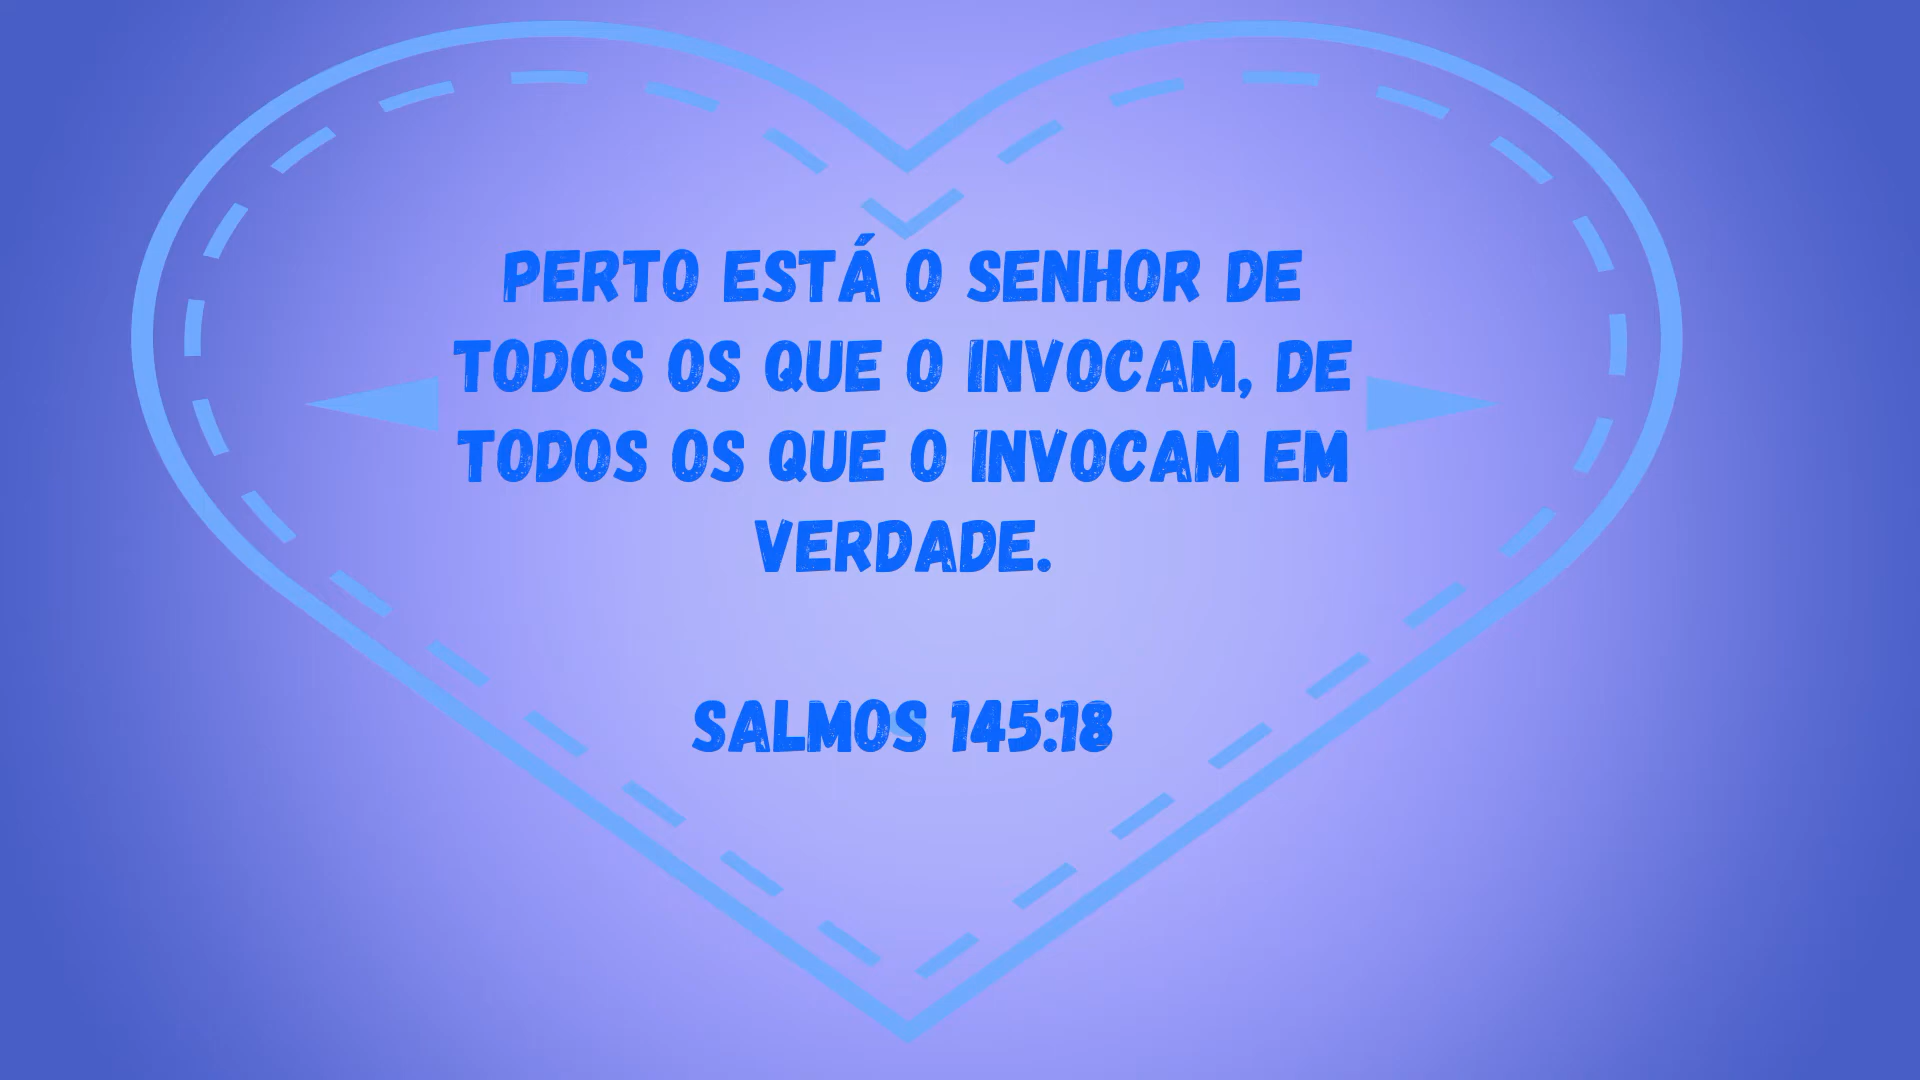 PERTO ESTÁ O SENHOR DE
TODOS OS QUE O INVOCAM, DE
TODOS OS QUE O INVOCAM EM
VERDADE.
SALMOS 145:18